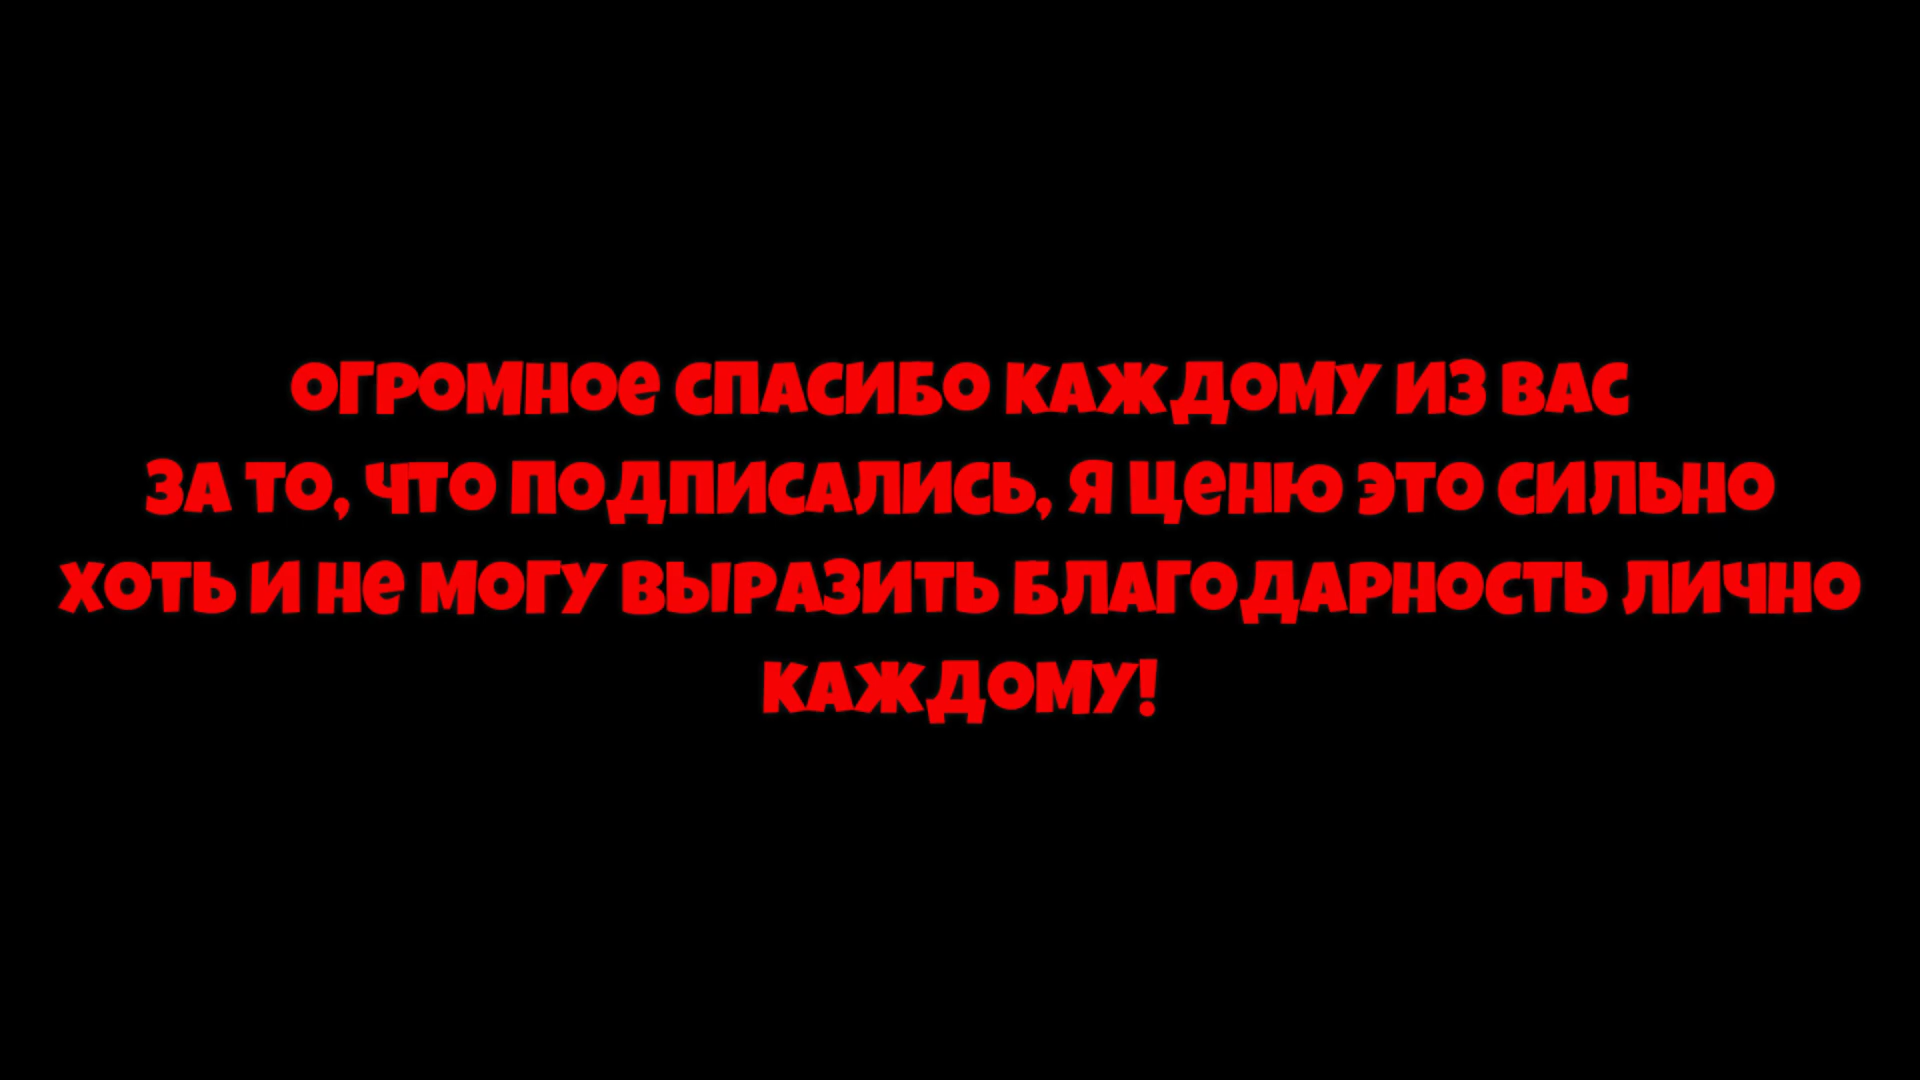 ОГРОМНОе СПАСИБО КАЖДОМУ ИЗ ВАС
ЗА ТО, ЧТО ПОДПИСАЛИСЬ, Я ЦеНЮ ЭТО СИЛЬНО
ХОТЬ И Не МОГУ ВЫРАЗИТЬ БЛАГОДАРНОСТЬ ЛИЧНО
КАЖДОМУ!